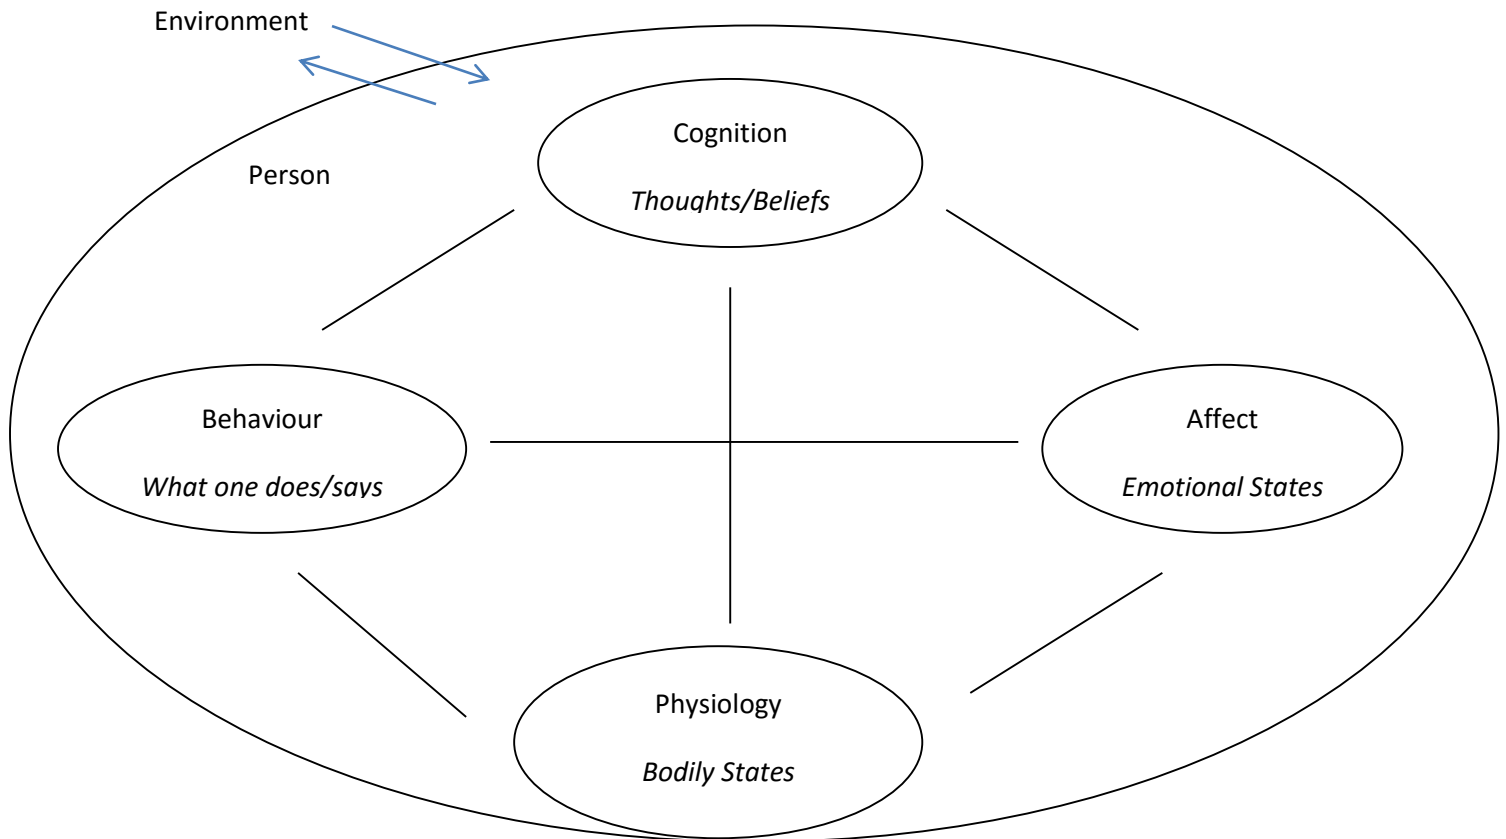 Environment
Cognition
Person
Thoughts/Beliefs
Behaviour
Affect
What one does/says
Emotional States
Physiology
Bodily States